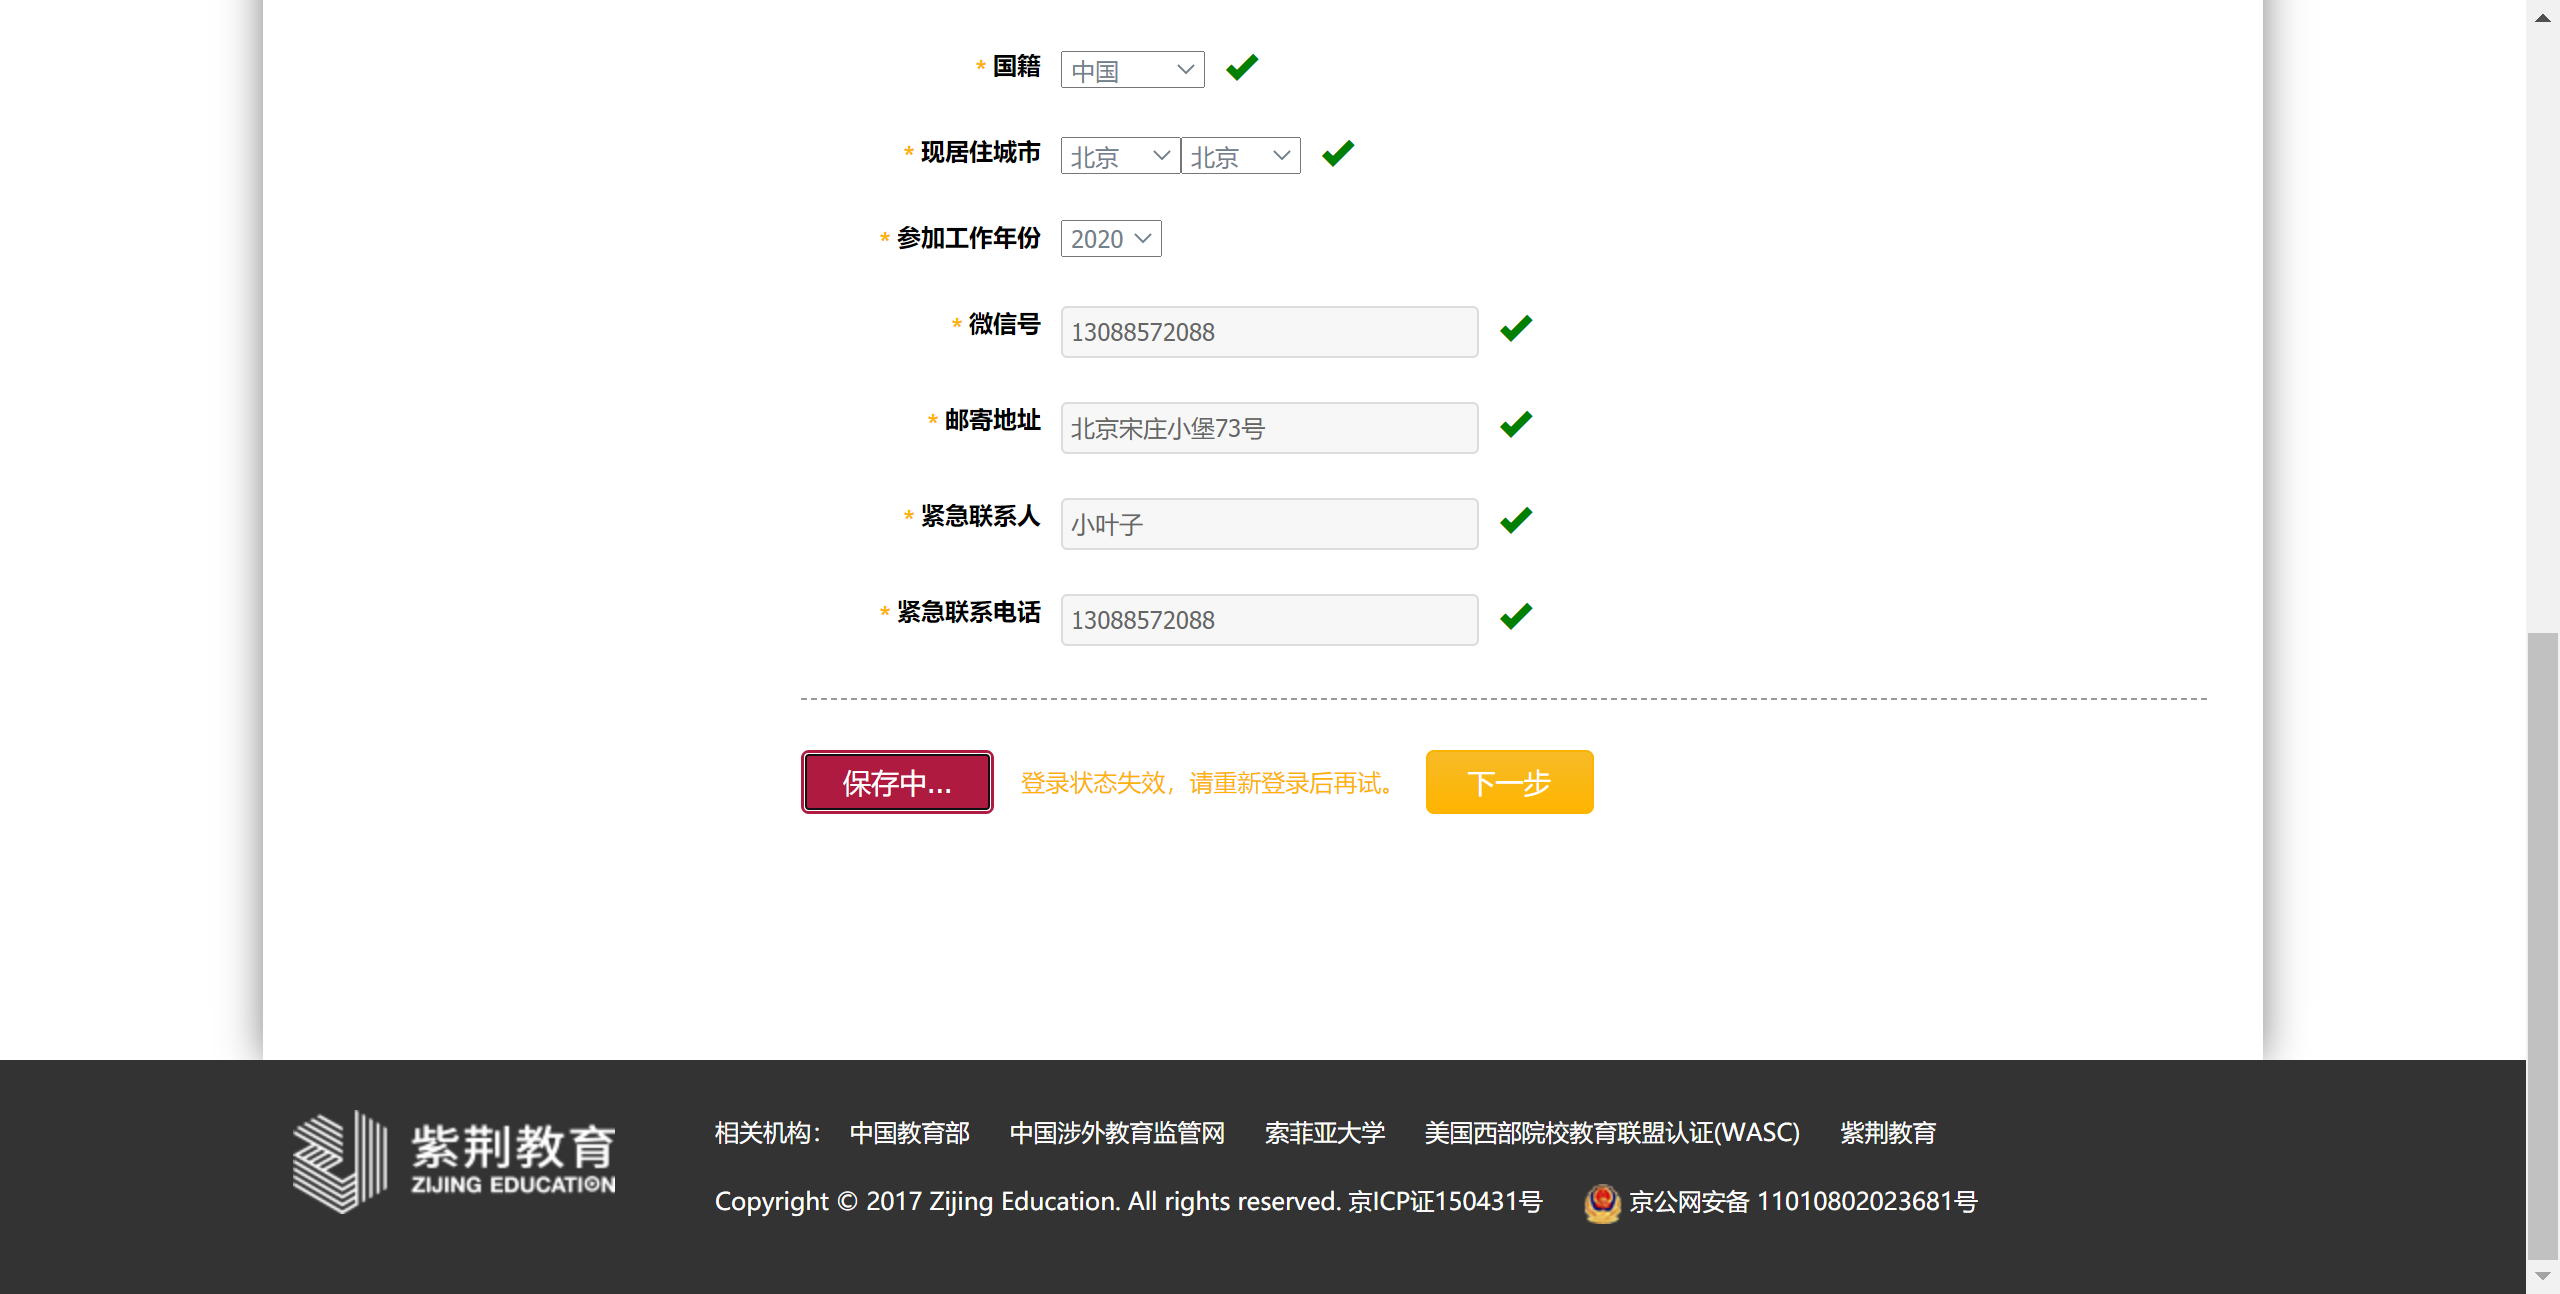 * 国籍 中国
* 现居住城市 北京 北京
* 参加工作年份 2020
* 微信号 13088572088
* 邮寄地址 北京宋庄小堡73号
* 紧急联系人 小叶子
* 紧急联系电话 13088572088
保存中... 登录状态失效，请重新登录后再试。 下一步
紫荆教育
ZIJING EDUCATION
相关机构： 中国教育部 中国涉外教育监管网 索菲亚大学 美国西部院校教育联盟认证(WASC) 紫荆教育
Copyright © 2017 Zijing Education. All rights reserved. 京ICP证150431号 京公网安备 11010802023681号